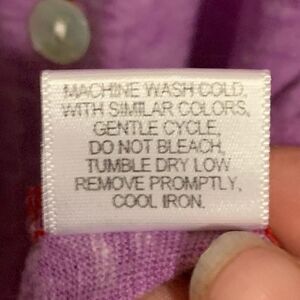 MACHINE WASH COLD,
WITH SIMILAR COLORS,
GENTLE CYCLE,
DO NOT BLEACH,
TUMBLE DRY LOW
REMOVE PROMPTLY,
COOL IRON.